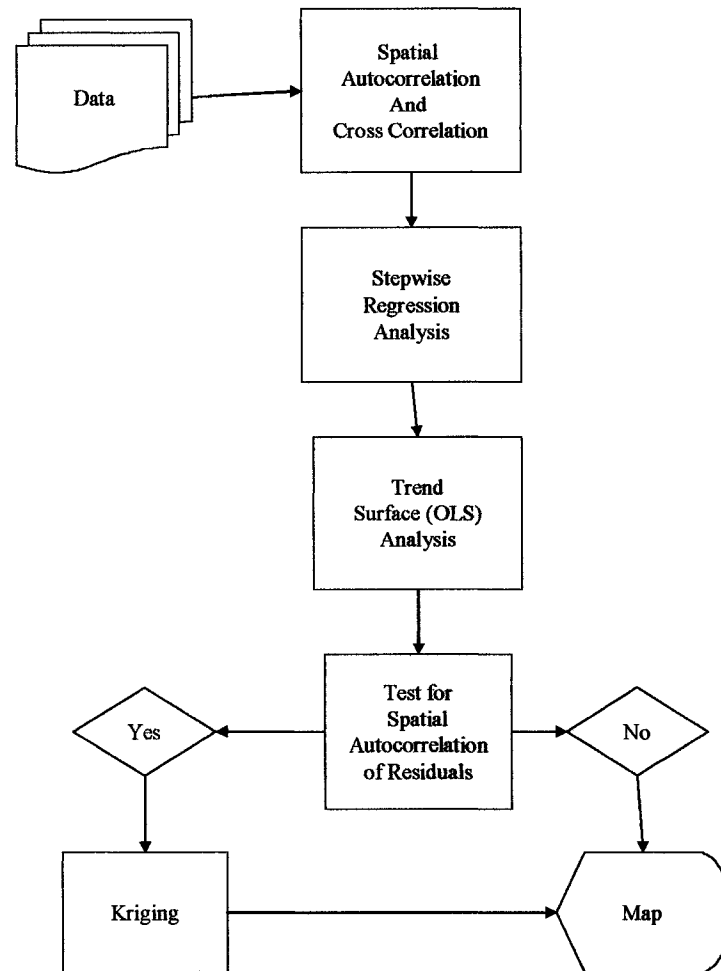 Data
Spatial
Autocorrelation
And
Cross Correlation
Stepwise
Regression
Analysis
Trend
Surface (OLS)
Analysis
Test for
Spatial
Autocorrelation
of Residuals
Yes
No
Kriging
Map